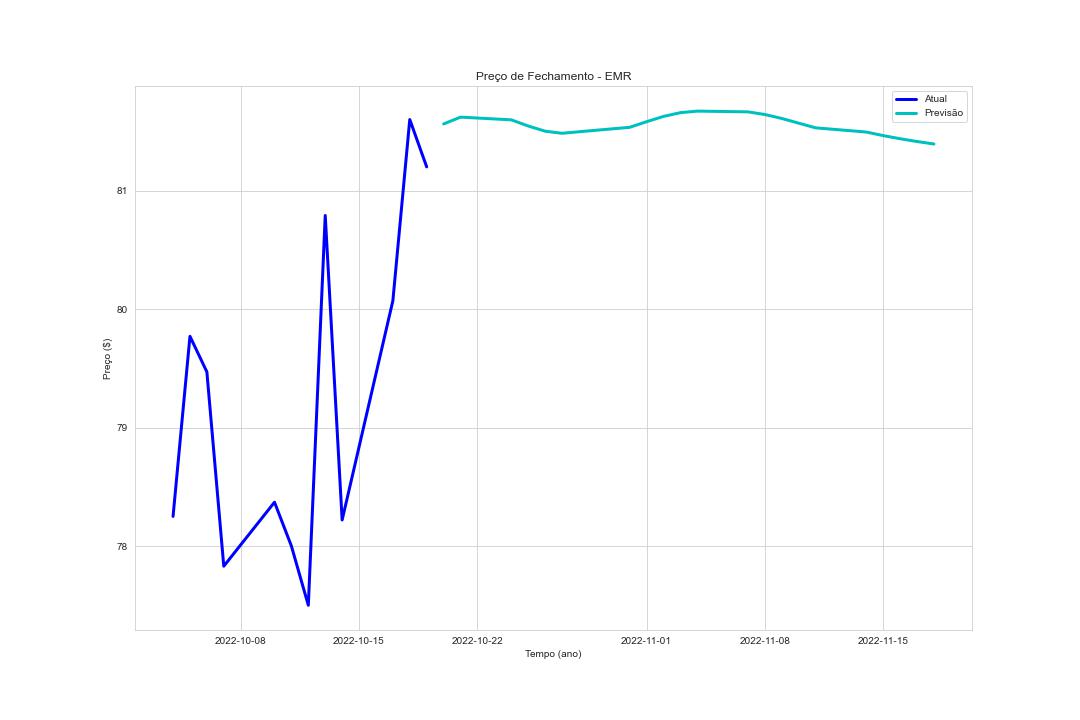 Preço de Fechamento - EMR
Atual
Previsão
81
80
79
78
Preço ($)
2022-10-08
2022-10-15
2022-10-22
2022-11-01
2022-11-08
2022-11-15
Tempo (ano)